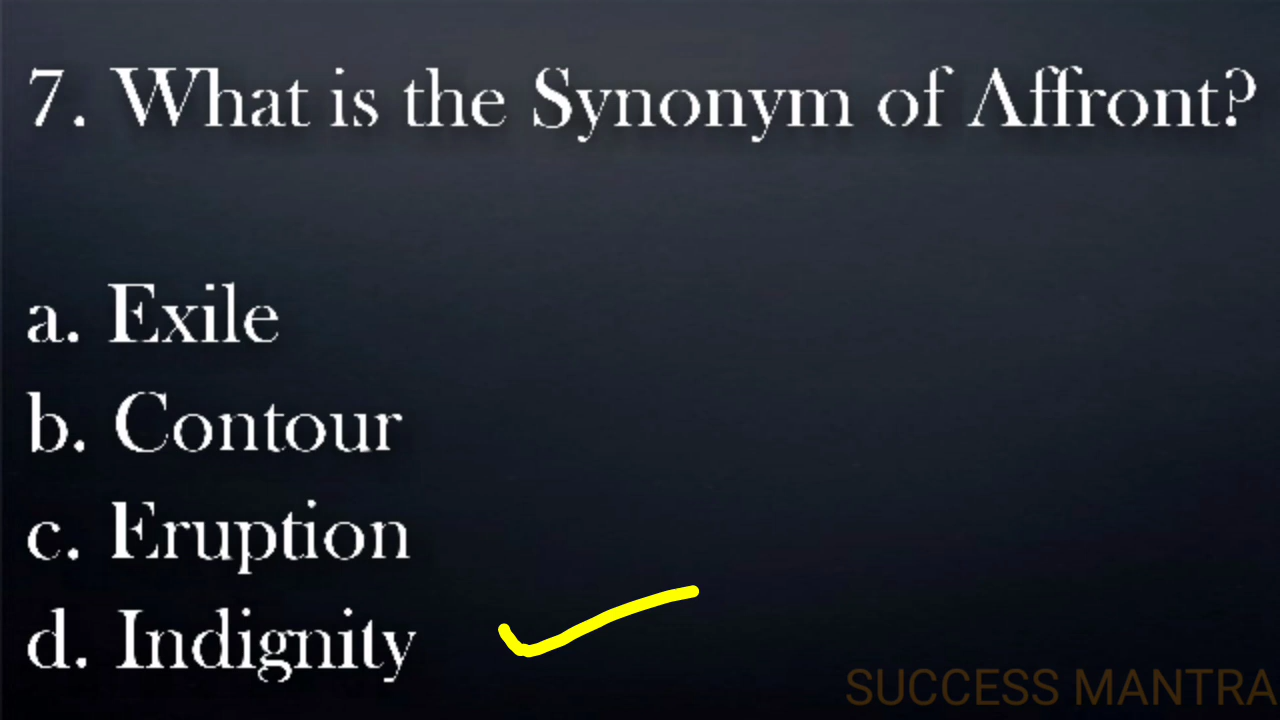 7. What is the Synonym of Affront?
a. Exile
b. Contour
c. Eruption
d. Indignity
SUCCESS MANTRA